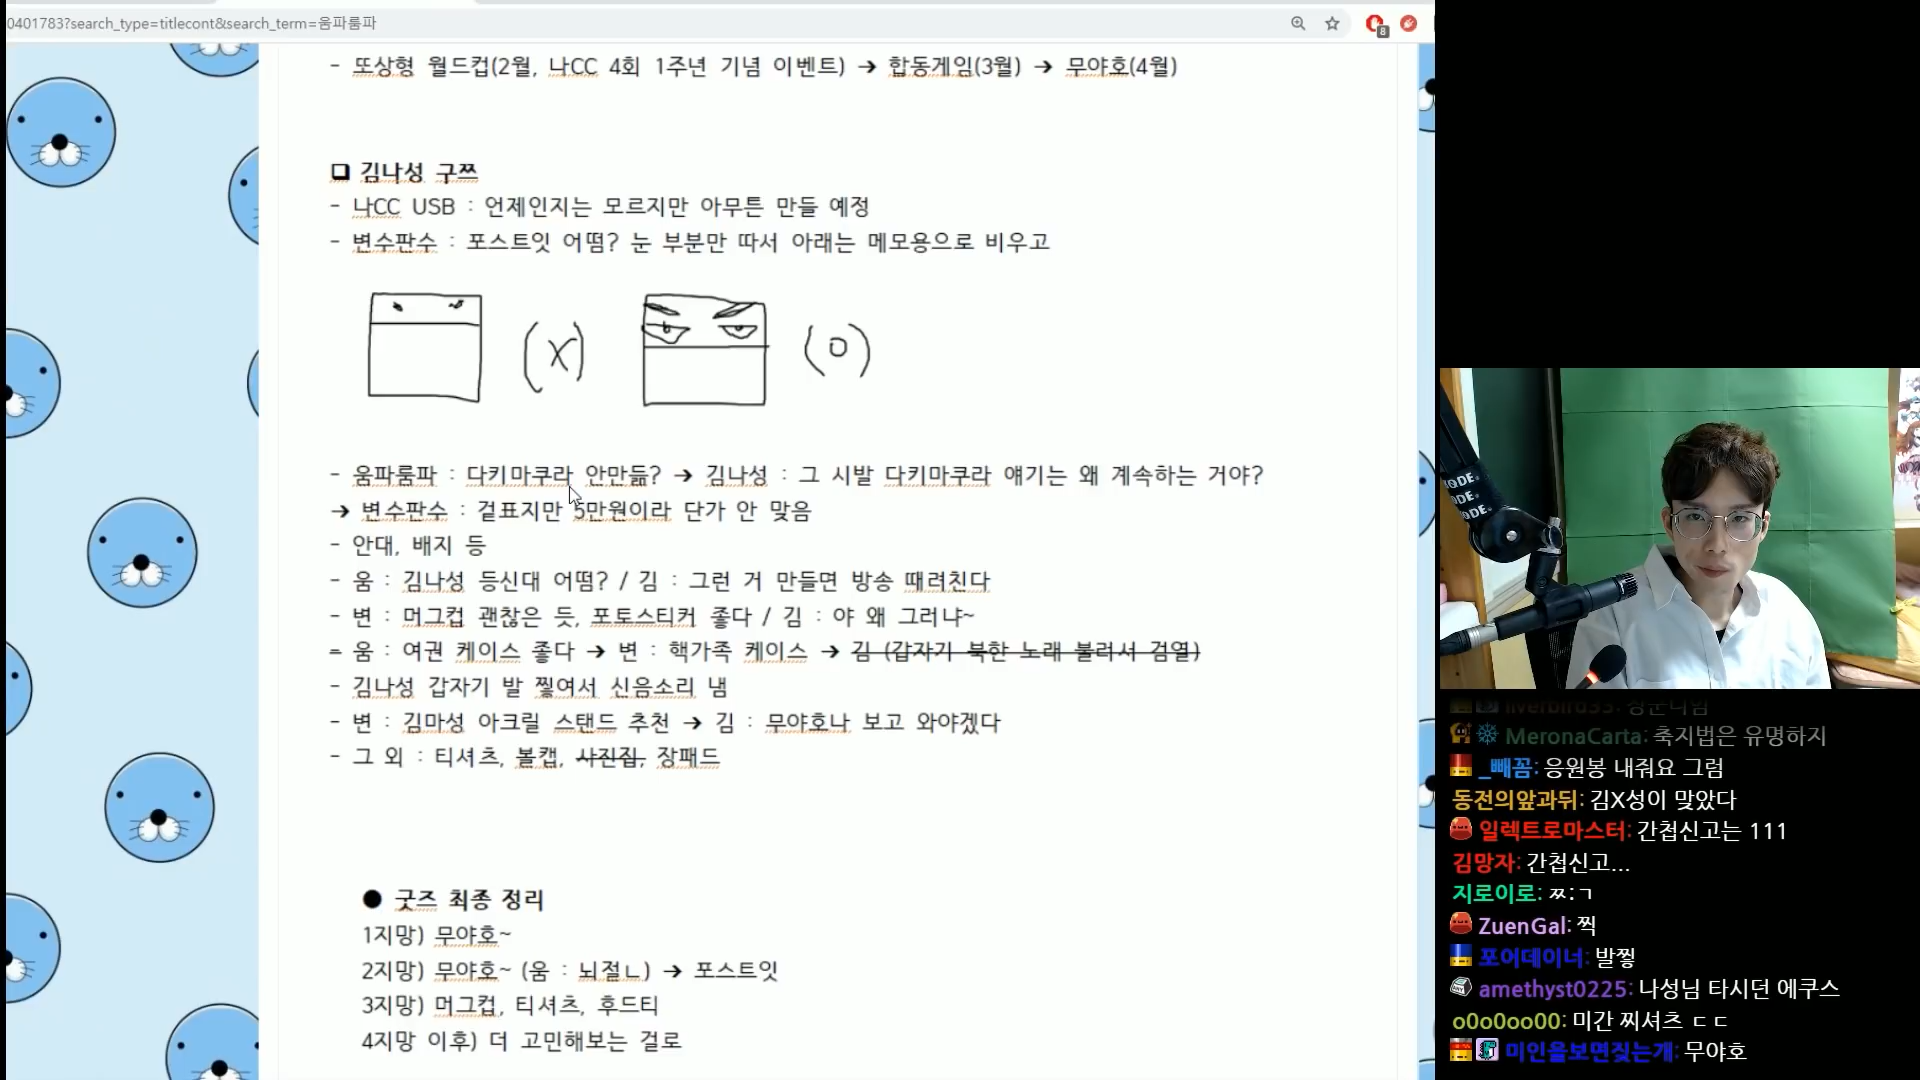 0401783?search_type=titlecont&search_term=움파룸파
8
- 또상형 월드컵(2월, 나CC 4회 1주년 기념 이벤트) → 합동게임(3월) → 무야호(4월)
❑ 김나성 구쯔
- 나CC USB : 언제인지는 모르지만 아무튼 만들 예정
- 변수판수 : 포스트잇 어떰? 눈 부분만 따서 아래는 메모용으로 비우고
(X) (O)
- 움파룸파 : 다키마쿠라 안만듦? → 김나성 : 그 시발 다키마쿠라 얘기는 왜 계속하는 거야?
→ 변수판수 : 겉표지만 5만원이라 단가 안 맞음
- 안대, 배지 등
- 움 : 김나성 등신대 어떰? / 김 : 그런 거 만들면 방송 때려친다
- 변 : 머그컵 괜찮은 듯, 포토스티커 좋다 / 김 : 야 왜 그러냐~
- 움 : 여권 케이스 좋다 → 변 : 핵가족 케이스 → 김 (갑자기 북한 노래 불러서 검열)
- 김나성 갑자기 발 찧여서 신음소리 냄
- 변 : 김마성 아크릴 스탠드 추천 → 김 : 무야호나 보고 와야겠다
- 그 외 : 티셔츠, 볼캡, 사진집, 장패드
● 굿즈 최종 정리
1지망) 무야호~
2지망) 무야호~ (움 : 뇌절ㄴ) → 포스트잇
3지망) 머그컵, 티셔츠, 후드티
4지망 이후) 더 고민해보는 걸로
ODE.
ODE.
ODE.
liverbird33:
MeronaCarta: 축지법은 유명하지
_빼꼼: 응원봉 내줘요 그럼
동전의앞과뒤: 김X성이 맞았다
일렉트로마스터: 간첩신고는 111
김망자: 간첩신고...
지로이로: ㅉ:ㄱ
ZuenGal: 찍
포어데이너: 발찧
amethyst0225: 나성님 타시던 에쿠스
o0o0oo00: 미간 찌셔츠 ㄷㄷ
미인을보면짖는개: 무야호